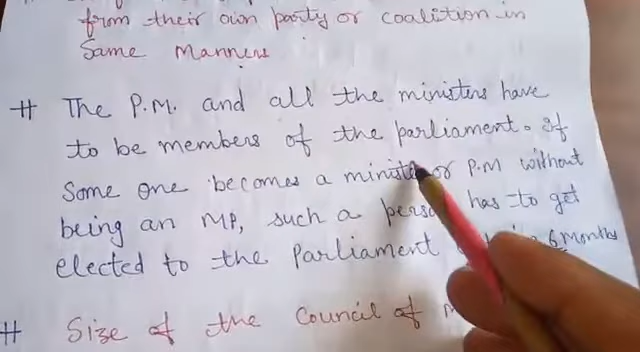 from their own party or coalition in
Same Manners
# The P.M. and all the ministers have
to be members of the parliament. If
Some one becomes a minister or P.M without
being an MP, such a person has to get
elected to the Parliament 6 months
# Size of the Council of